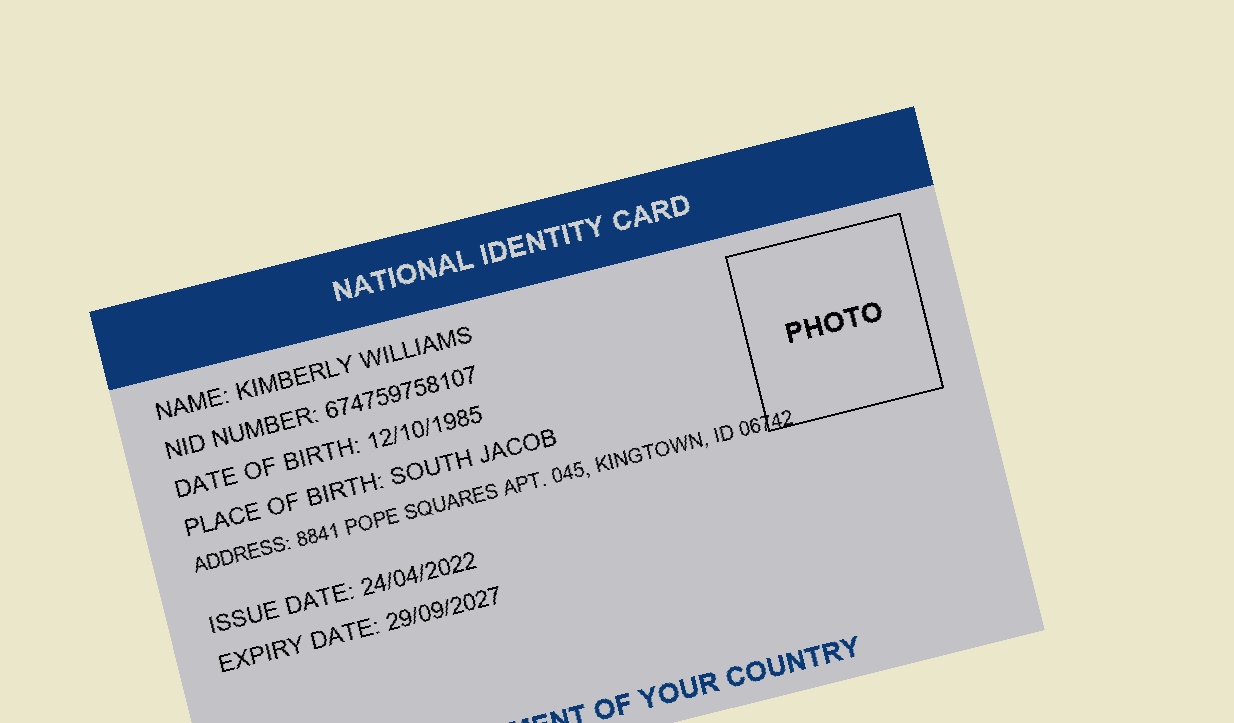 NATIONAL IDENTITY CARD
PHOTO
NAME: KIMBERLY WILLIAMS
NID NUMBER: 674759758107
DATE OF BIRTH: 12/10/1985
PLACE OF BIRTH: SOUTH JACOB
ADDRESS: 8841 POPE SQUARES APT. 045, KINGTOWN, ID 06742
ISSUE DATE: 24/04/2022
EXPIRY DATE: 29/09/2027
OF YOUR COUNTRY